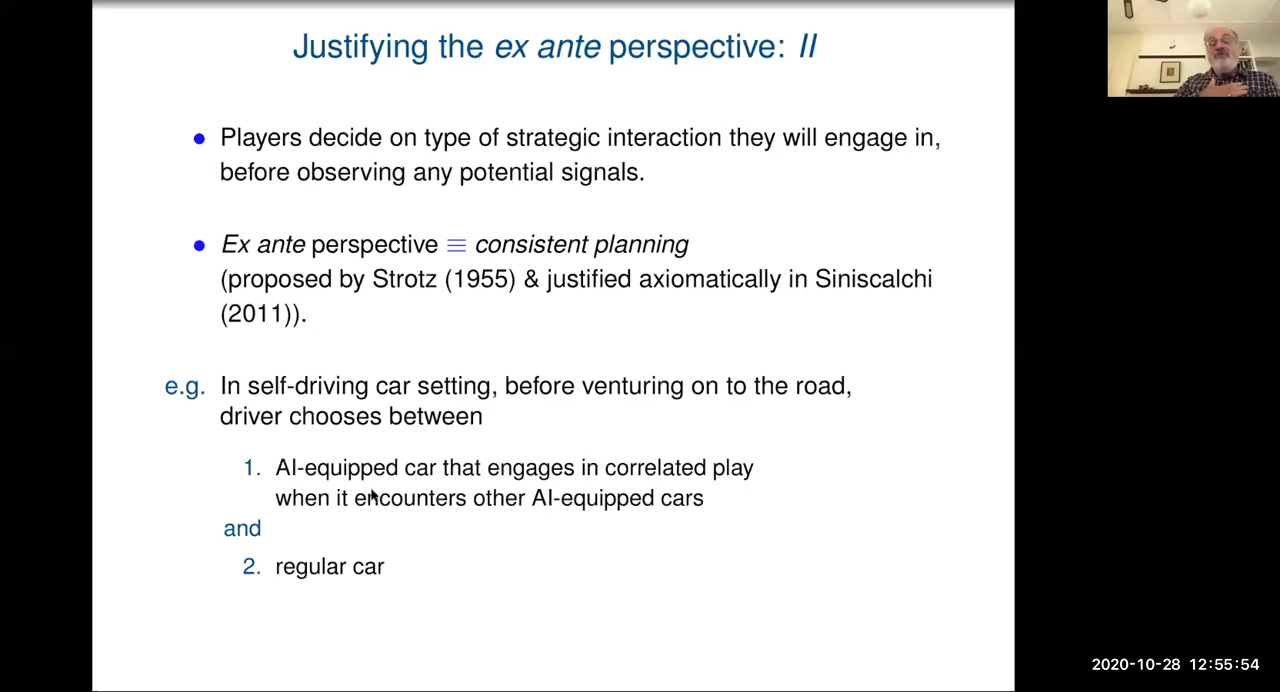 Justifying the ex ante perspective: II
● Players decide on type of strategic interaction they will engage in,
before observing any potential signals.
● Ex ante perspective ≡ consistent planning
(proposed by Strotz (1955) & justified axiomatically in Siniscalchi
(2011)).
e.g. In self-driving car setting, before venturing on to the road,
driver chooses between
1. AI-equipped car that engages in correlated play
when it encounters other AI-equipped cars
and
2. regular car
2020-10-28 12:55:54